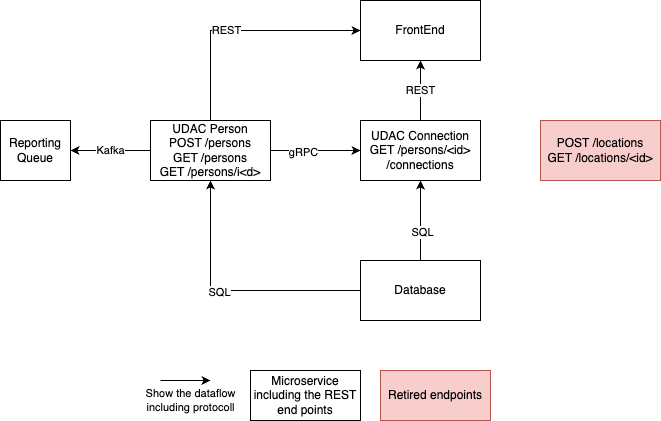 REST
FrontEnd
REST
Reporting
Queue
Kafka
UDAC Person
POST /persons
GET /persons
GET /persons/i<d>
gRPC
UDAC Connection
GET /persons/<id>
/connections
POST /locations
GET /locations/<id>
SQL
SQL
Database
Show the dataflow
including protocoll
Microservice
including the REST
end points
Retired endpoints